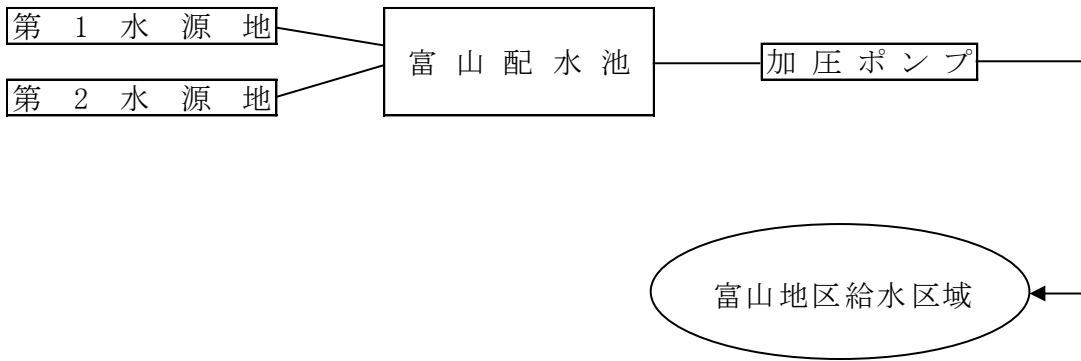 第1水源地
第2水源地
富山配水池
加圧ポンプ
富山地区給水区域